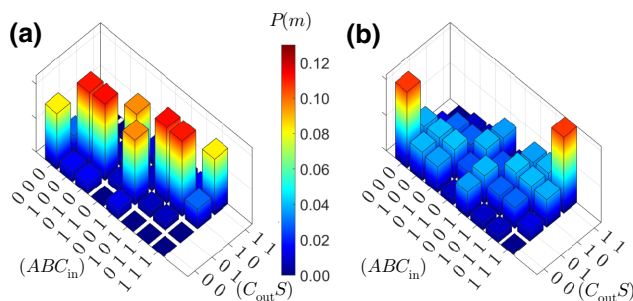 (a)
P(m)
0.12
0.10
0.08
0.06
0.04
0.02
0.00
0 0 0
0 0 1
0 1 0
0 1 1
1 0 0
1 0 1
1 1 0
1 1 1
(ABC_in)
0 0
0 1
1 0
1 1
(C_out S)
(b)
0 0 0
0 0 1
0 1 0
0 1 1
1 0 0
1 0 1
1 1 0
1 1 1
(ABC_in)
0 0
0 1
1 0
1 1
(C_out S)